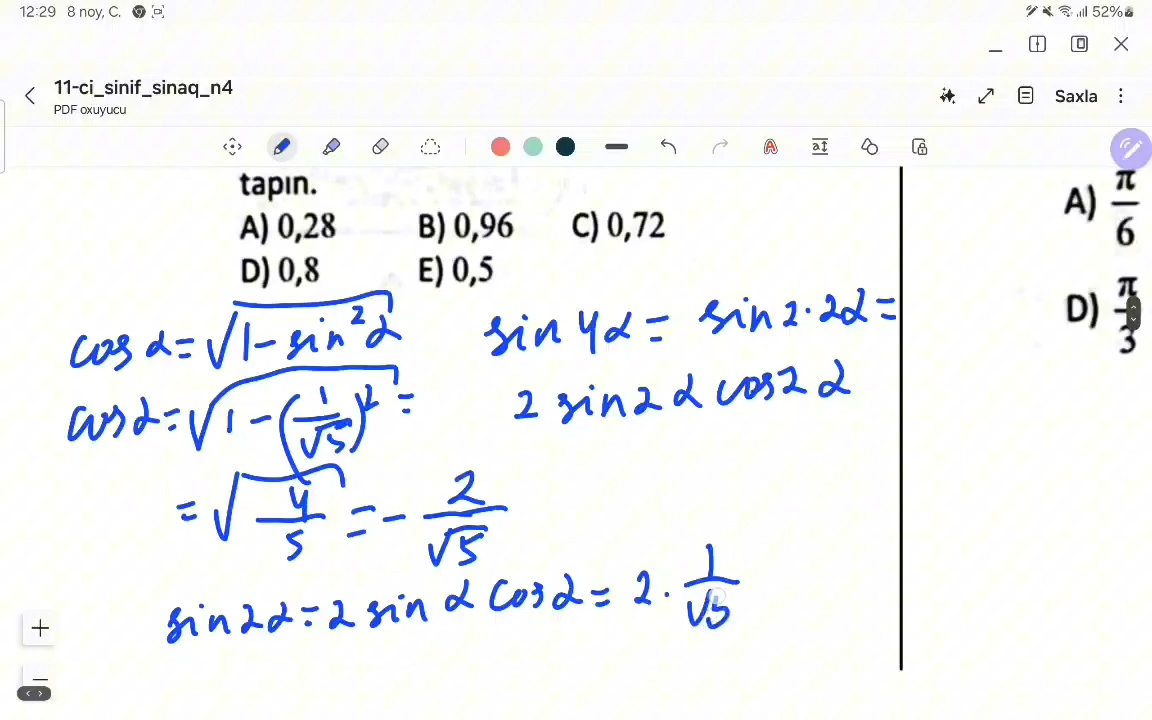 12:29 8 noy, C. 52%
11-ci_sinif_sinaq_n4
PDF oxuyucu
Saxla
tapın.
A) 0,28 B) 0,96 C) 0,72
D) 0,8 E) 0,5
A) π/6
D) π/3
cos α = √(1 - sin² α)
cos α = √(1 - (1/√5)²) =
= √(4/5) = - 2/√5
sin 4α = sin 2·2α =
2 sin 2α cos 2α
sin 2α = 2 sin α cos α = 2 · 1/√5